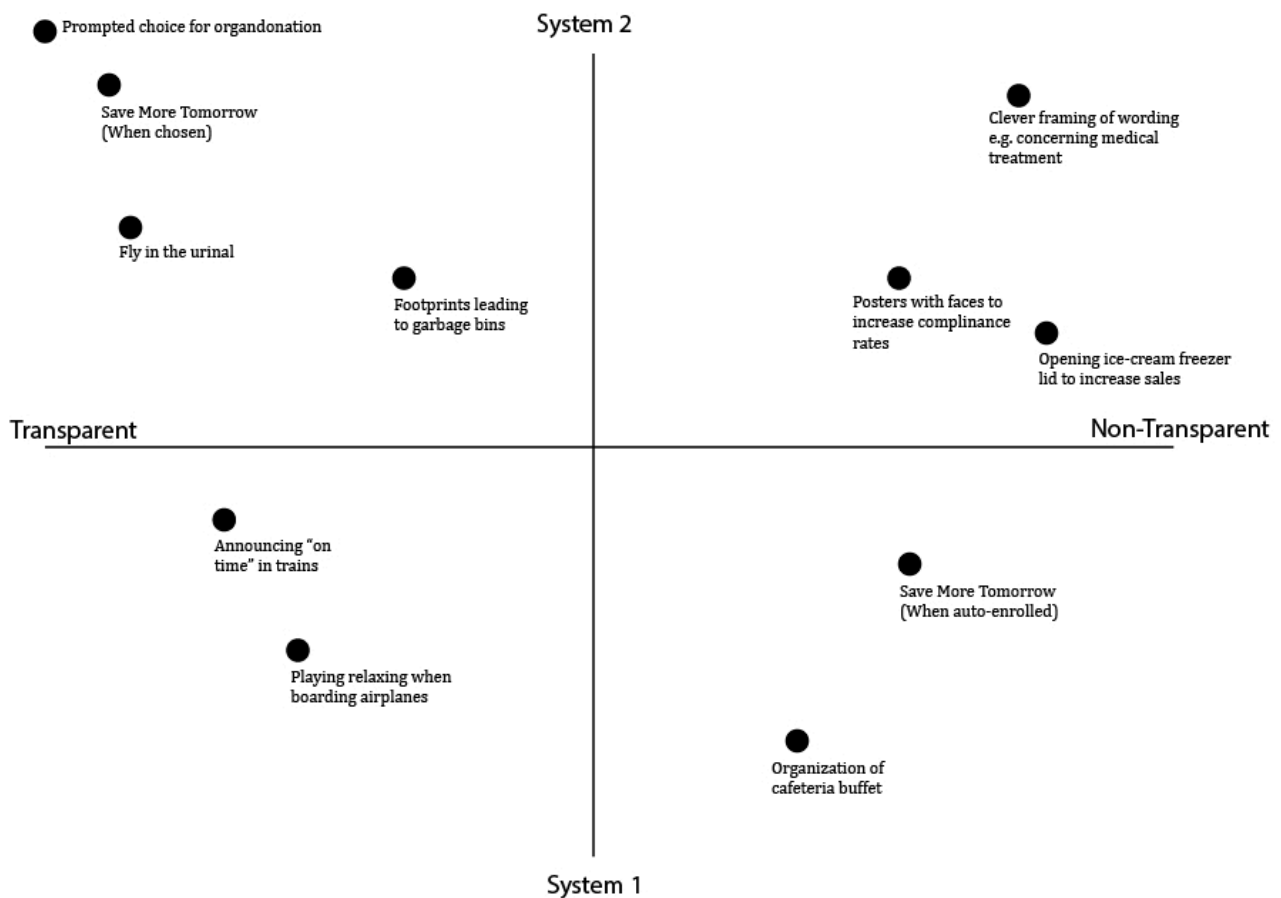 System 2
Prompted choice for organdonation
Save More Tomorrow
(When chosen)
Clever framing of wording
e.g. concerning medical
treatment
Fly in the urinal
Footprints leading
to garbage bins
Posters with faces to
increase complinance
rates
Opening ice-cream freezer
lid to increase sales
Transparent
Non-Transparent
Announcing “on
time” in trains
Save More Tomorrow
(When auto-enrolled)
Playing relaxing when
boarding airplanes
Organization of
cafeteria buffet
System 1